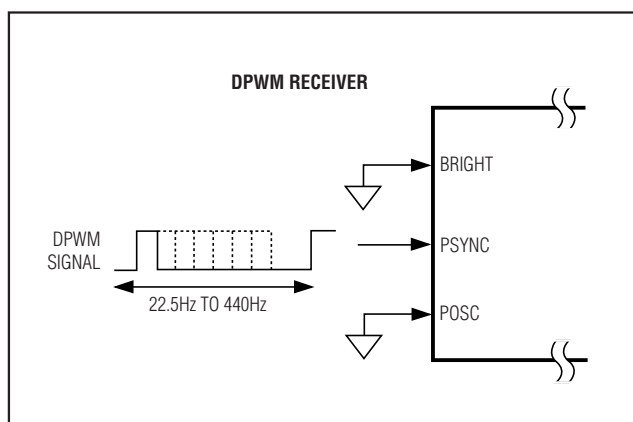 DPWM RECEIVER
BRIGHT
DPWM
SIGNAL
PSYNC
22.5Hz TO 440Hz
POSC